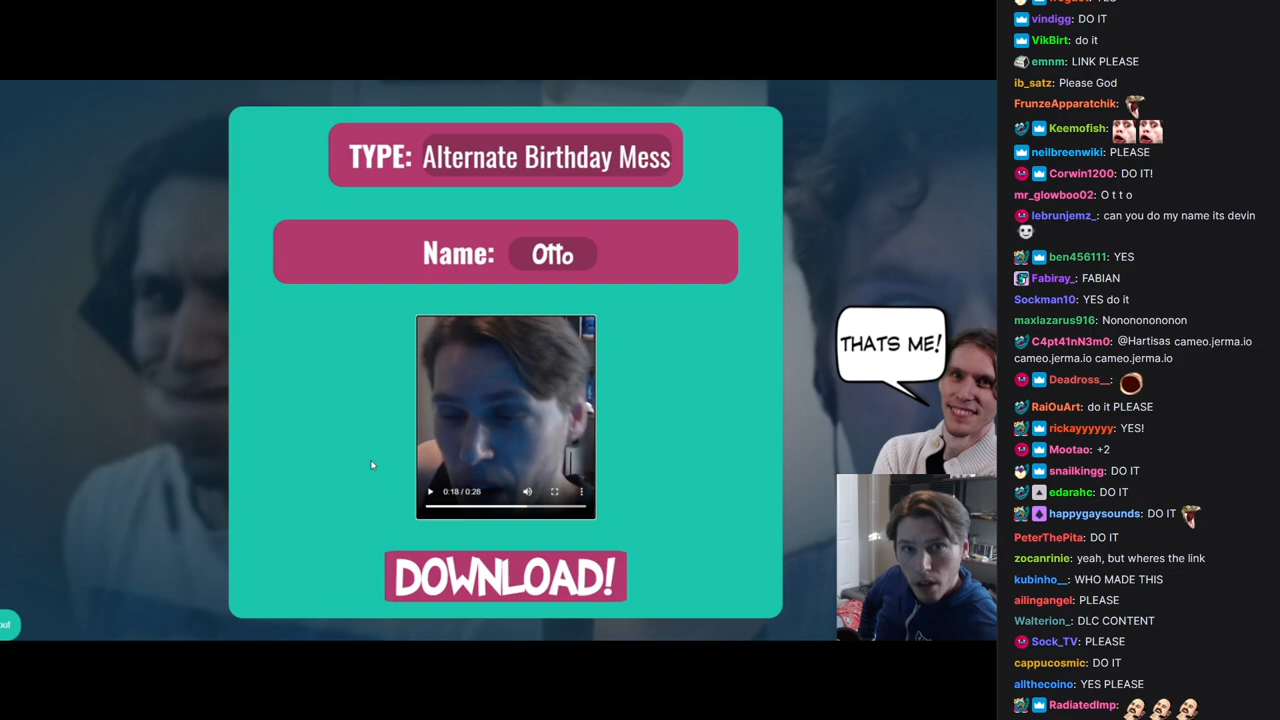 TYPE: Alternate Birthday Mess
Name: Otto
0:18 / 0:28
DOWNLOAD!
THATS ME!
out
vindigg: DO IT
VikBirt: do it
emnm: LINK PLEASE
ib_satz: Please God
FrunzeApparatchik:
Keemofish:
neilbreenwiki: PLEASE
Corwin1200: DO IT!
mr_glowboo02: O t t o
lebrunjemz_: can you do my name its devin
ben456111: YES
Fabiray_: FABIAN
Sockman10: YES do it
maxlazarus916: Nonononononon
C4pt41nN3m0: @Hartisas cameo.jerma.io
cameo.jerma.io cameo.jerma.io
Deadross__:
RaiOuArt: do it PLEASE
rickayyyyyy: YES!
Mootao: +2
snailkingg: DO IT
edarahc: DO IT
happygaysounds: DO IT
PeterThePita: DO IT
zocanrinie: yeah, but wheres the link
kubinho__: WHO MADE THIS
ailingangel: PLEASE
Walterion_: DLC CONTENT
Sock_TV: PLEASE
cappucosmic: DO IT
allthecoino: YES PLEASE
RadiatedImp: